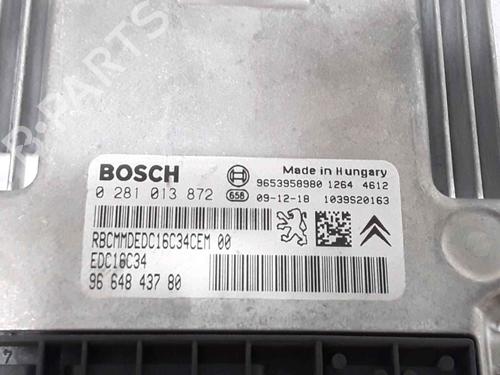 B-PARTS
BOSCH
Made in Hungary
9653958980 1264 4612
0 281 013 872 658 09-12-18 1039S20163
RBCMMDEDC16C34CEM 00
EDC16C34
96 648 437 80
7